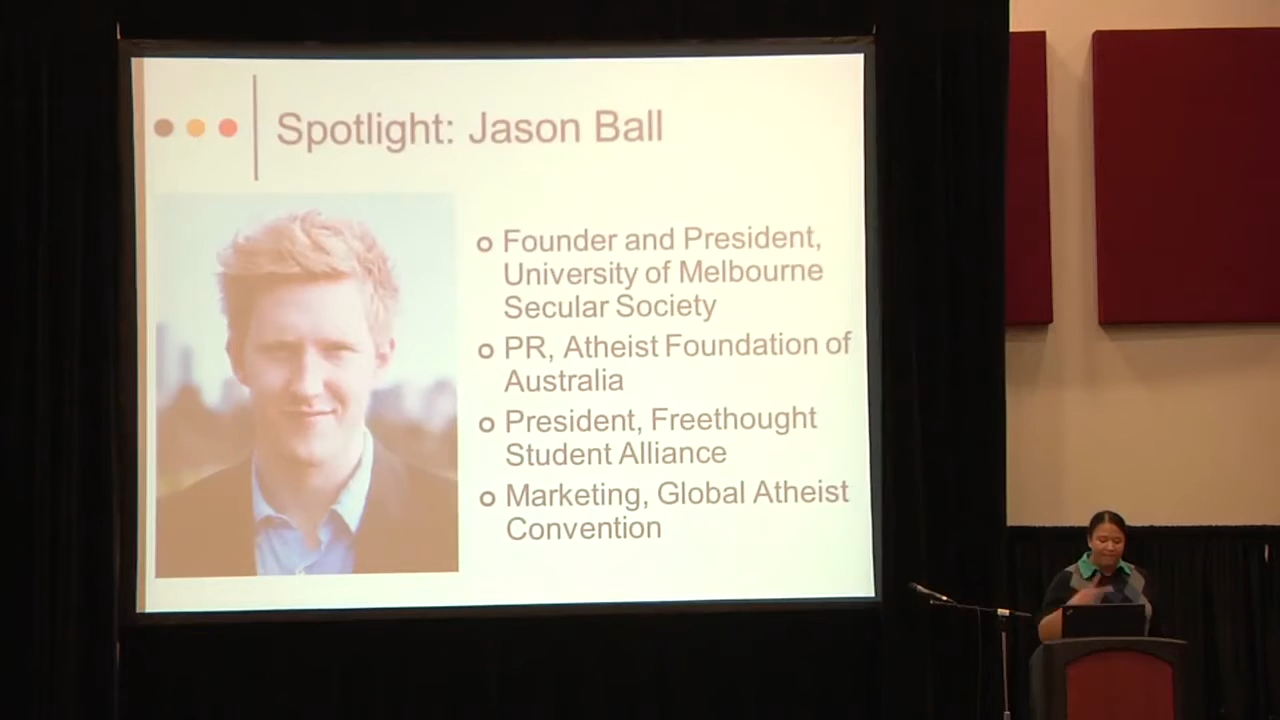 Spotlight: Jason Ball
Founder and President,
University of Melbourne
Secular Society
PR, Atheist Foundation of
Australia
President, Freethought
Student Alliance
Marketing, Global Atheist
Convention